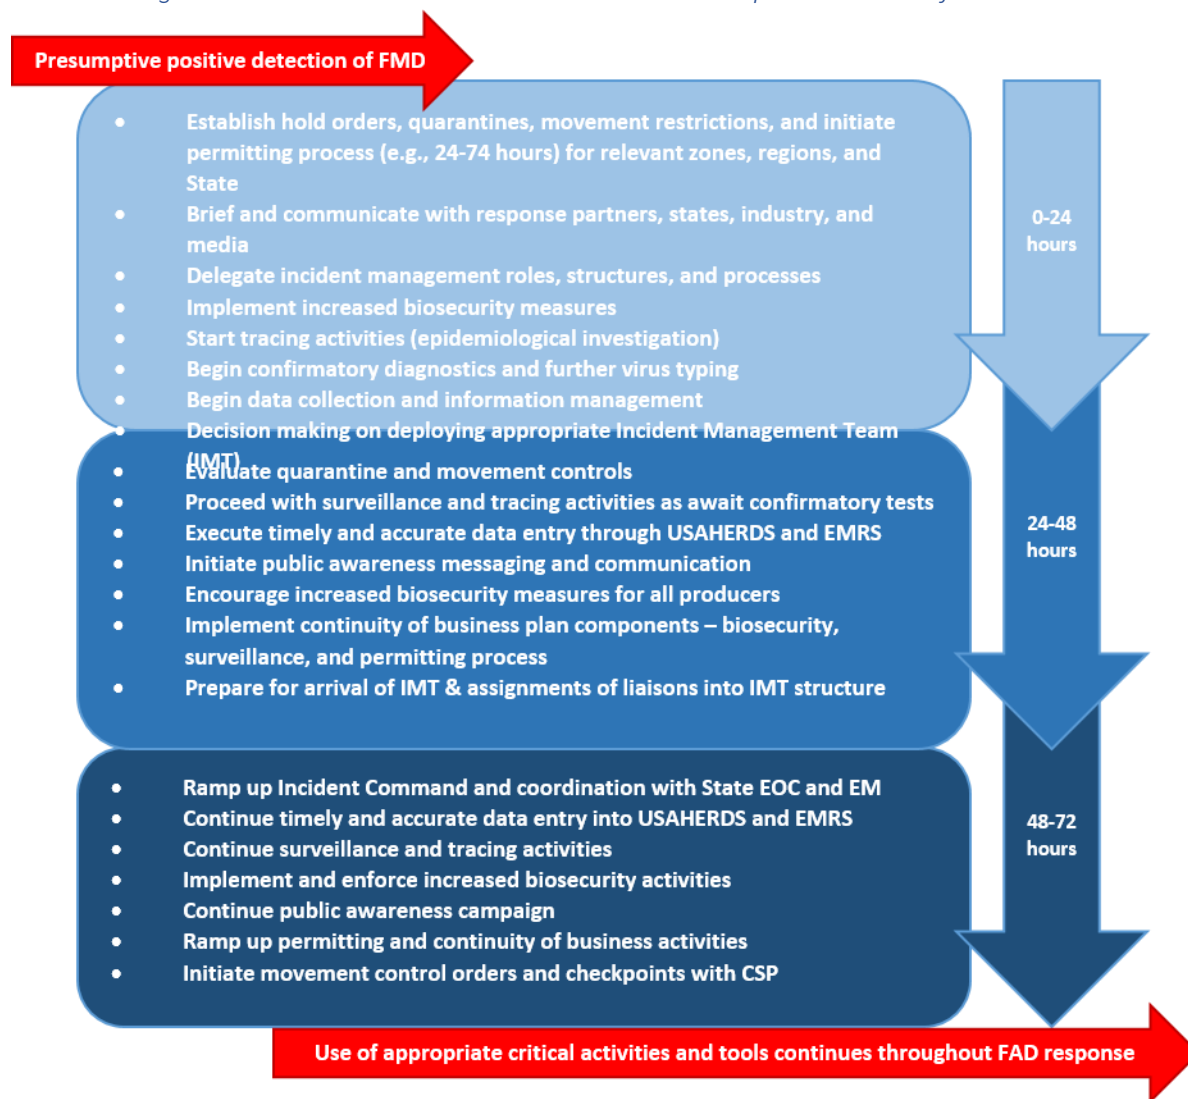 Presumptive positive detection of FMD
• Establish hold orders, quarantines, movement restrictions, and initiate
permitting process (e.g., 24-74 hours) for relevant zones, regions, and
State
• Brief and communicate with response partners, states, industry, and
media
• Delegate incident management roles, structures, and processes
• Implement increased biosecurity measures
• Start tracing activities (epidemiological investigation)
• Begin confirmatory diagnostics and further virus typing
• Begin data collection and information management
• Decision making on deploying appropriate Incident Management Team
(IMT)
0-24
hours
• Evaluate quarantine and movement controls
• Proceed with surveillance and tracing activities as await confirmatory tests
• Execute timely and accurate data entry through USAHERDS and EMRS
• Initiate public awareness messaging and communication
• Encourage increased biosecurity measures for all producers
• Implement continuity of business plan components – biosecurity,
surveillance, and permitting process
• Prepare for arrival of IMT & assignments of liaisons into IMT structure
24-48
hours
• Ramp up Incident Command and coordination with State EOC and EM
• Continue timely and accurate data entry into USAHERDS and EMRS
• Continue surveillance and tracing activities
• Implement and enforce increased biosecurity activities
• Continue public awareness campaign
• Ramp up permitting and continuity of business activities
• Initiate movement control orders and checkpoints with CSP
48-72
hours
Use of appropriate critical activities and tools continues throughout FAD response